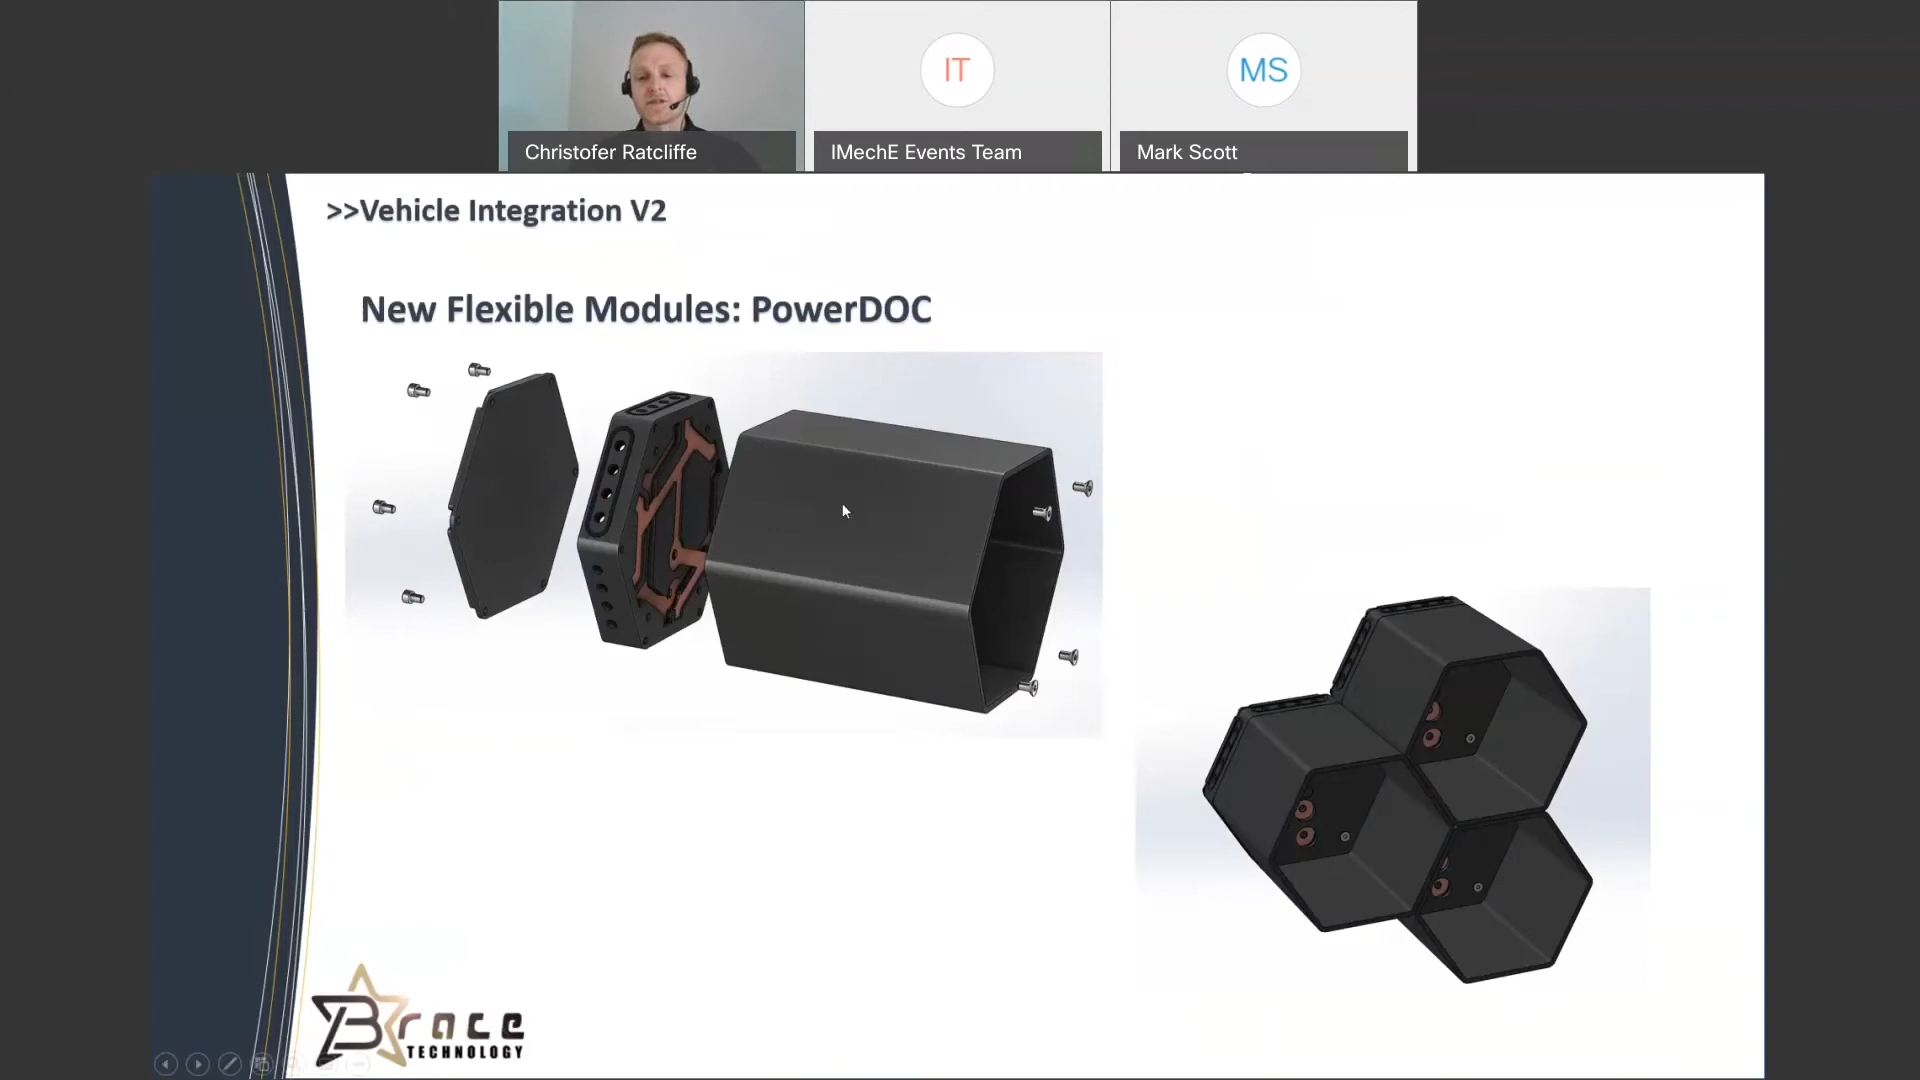 IT
MS
Christofer Ratcliffe
IMechE Events Team
Mark Scott
>>Vehicle Integration V2
New Flexible Modules: PowerDOC
Brace
TECHNOLOGY